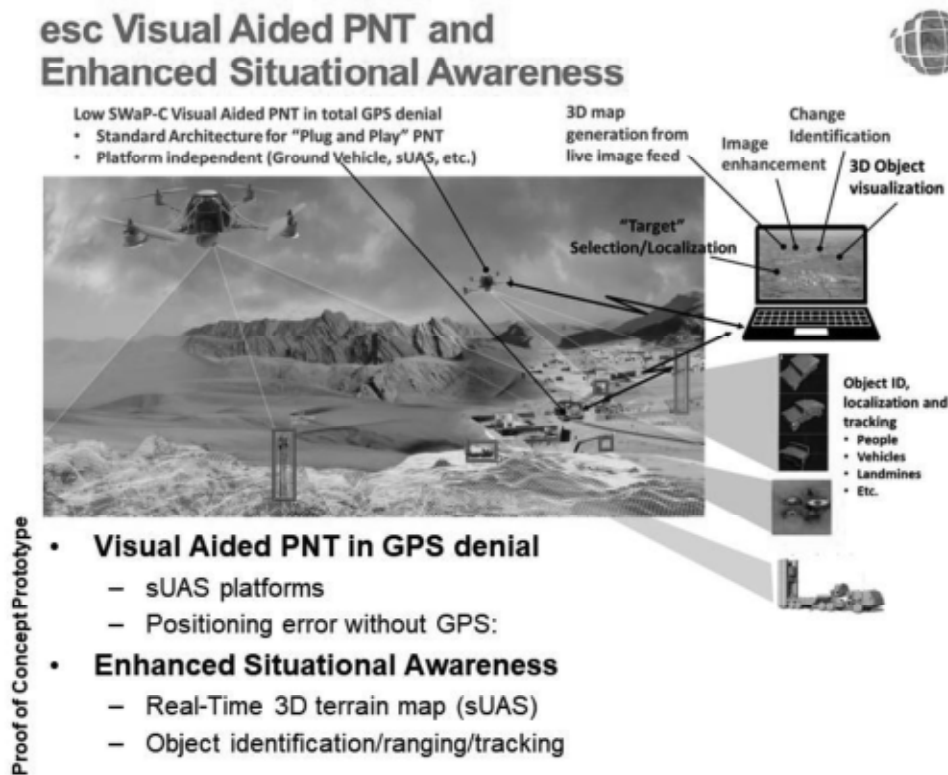 esc Visual Aided PNT and
Enhanced Situational Awareness
Low SWaP-C Visual Aided PNT in total GPS denial
• Standard Architecture for "Plug and Play" PNT
• Platform independent (Ground Vehicle, sUAS, etc.)
3D map
generation from
live image feed
Image
enhancement
Change
Identification
3D Object
visualization
"Target"
Selection/Localization
Object ID,
localization and
tracking
• People
• Vehicles
• Landmines
• Etc.
Proof of Concept Prototype
• Visual Aided PNT in GPS denial
– sUAS platforms
– Positioning error without GPS:
• Enhanced Situational Awareness
– Real-Time 3D terrain map (sUAS)
– Object identification/ranging/tracking